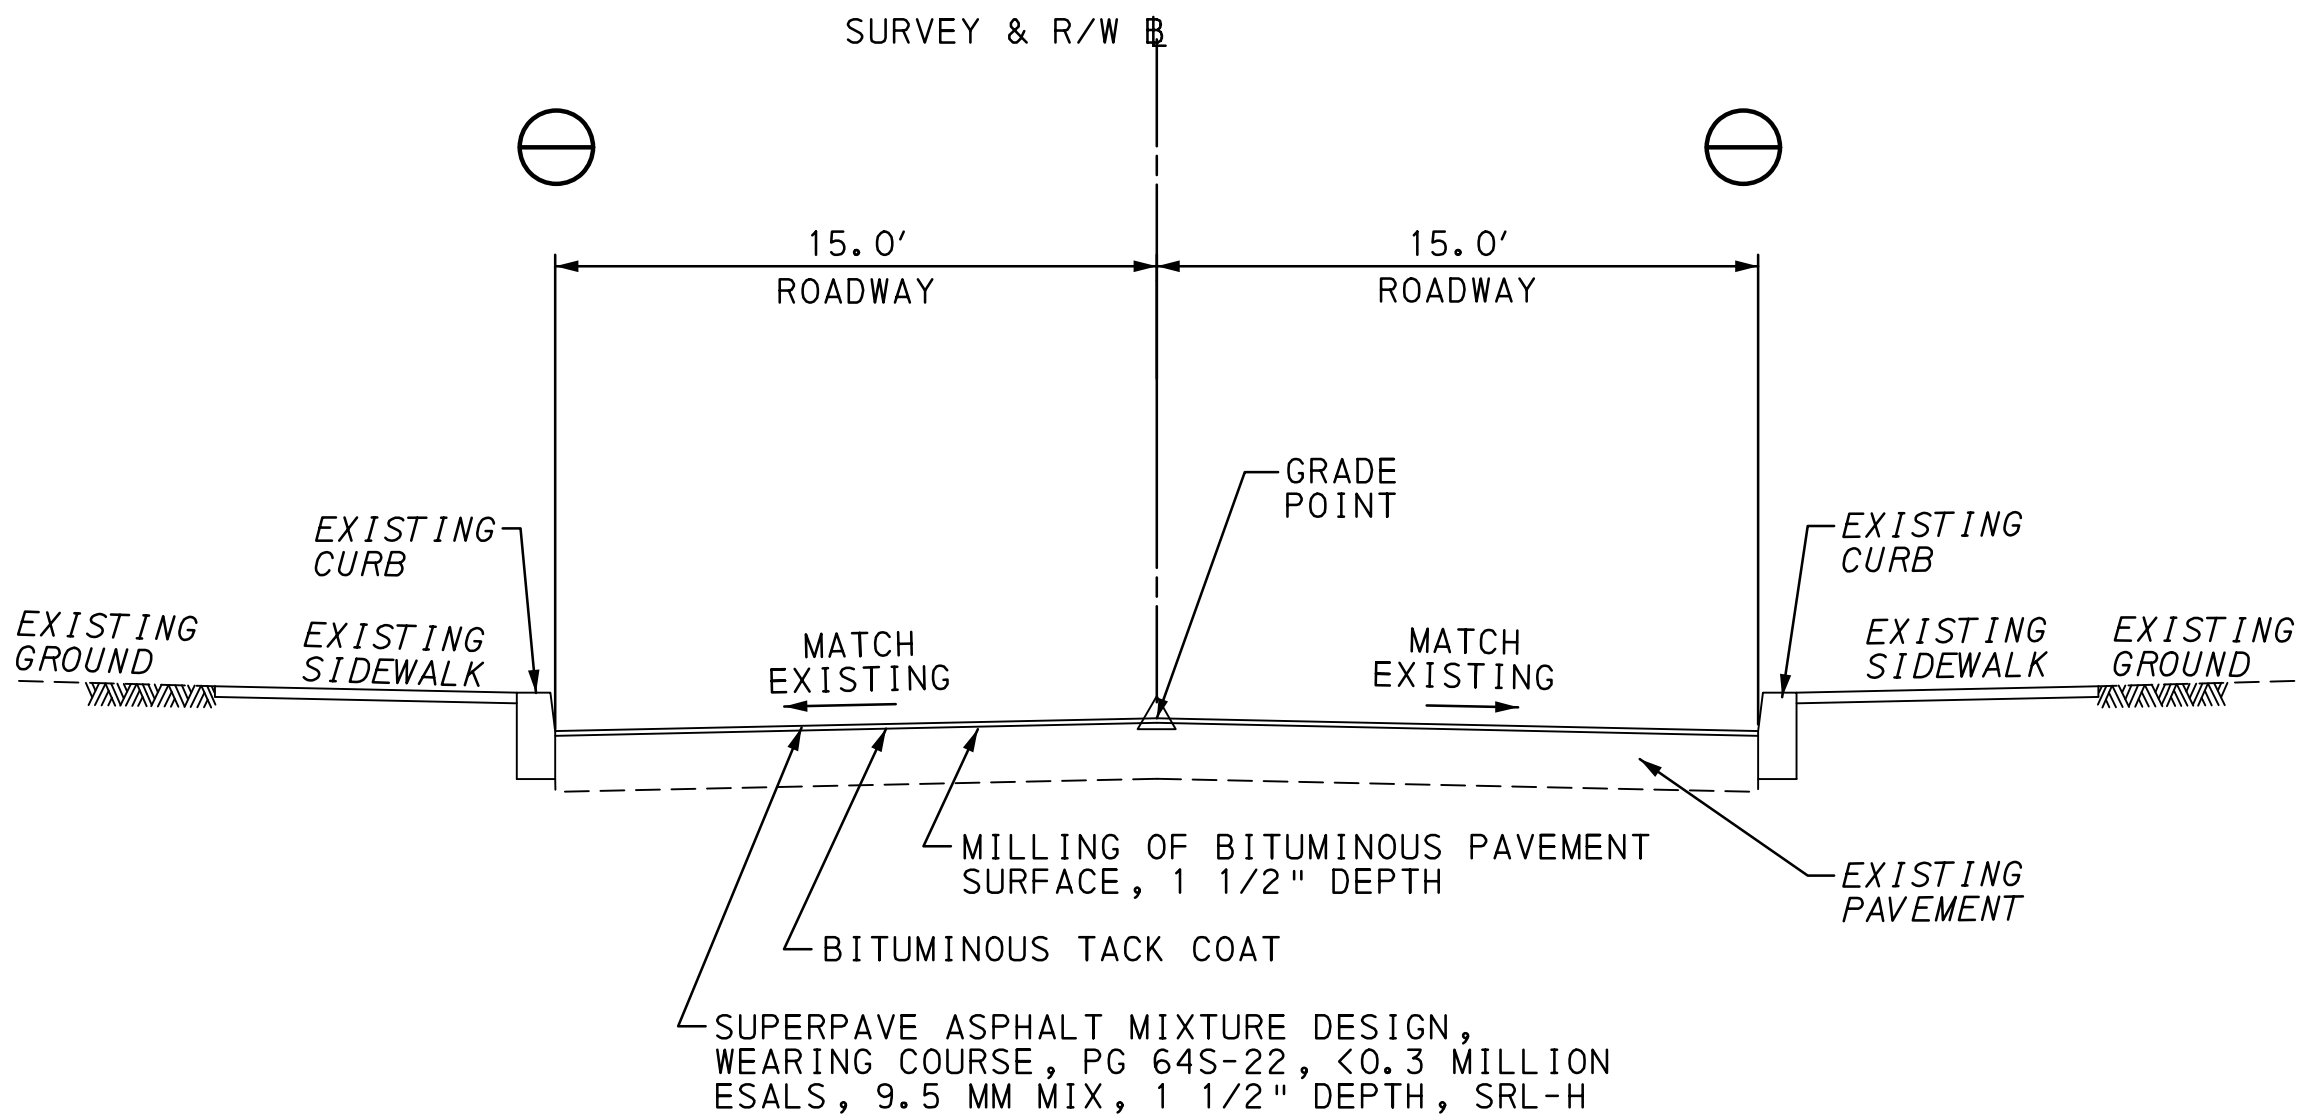 SURVEY & R/W ℄
15.0'
ROADWAY
15.0'
ROADWAY
GRADE
POINT
EXISTING
CURB
EXISTING
CURB
EXISTING
GROUND
EXISTING
SIDEWALK
MATCH
EXISTING
MATCH
EXISTING
EXISTING
SIDEWALK
EXISTING
GROUND
MILLING OF BITUMINOUS PAVEMENT
SURFACE, 1 1/2" DEPTH
EXISTING
PAVEMENT
BITUMINOUS TACK COAT
SUPERPAVE ASPHALT MIXTURE DESIGN,
WEARING COURSE, PG 64S-22, <0.3 MILLION
ESALS, 9.5 MM MIX, 1 1/2" DEPTH, SRL-H